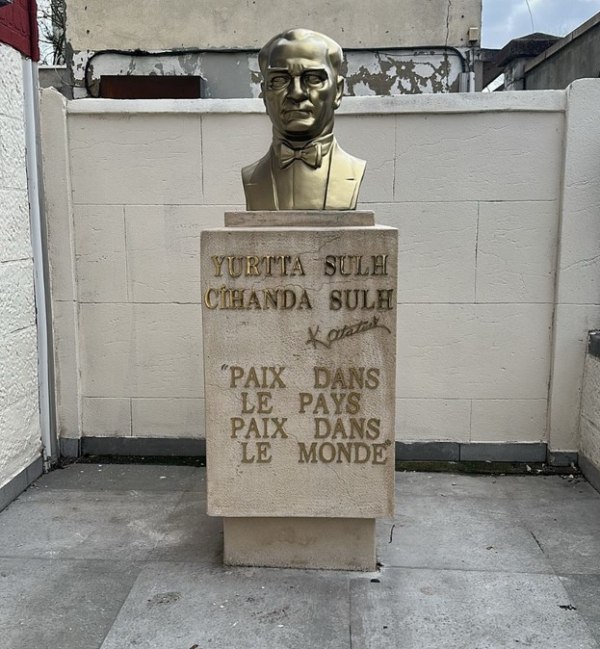 YURTTA SULH
CİHANDA SULH
K. Atatürk
"PAIX DANS
LE PAYS
PAIX DANS
LE MONDE"